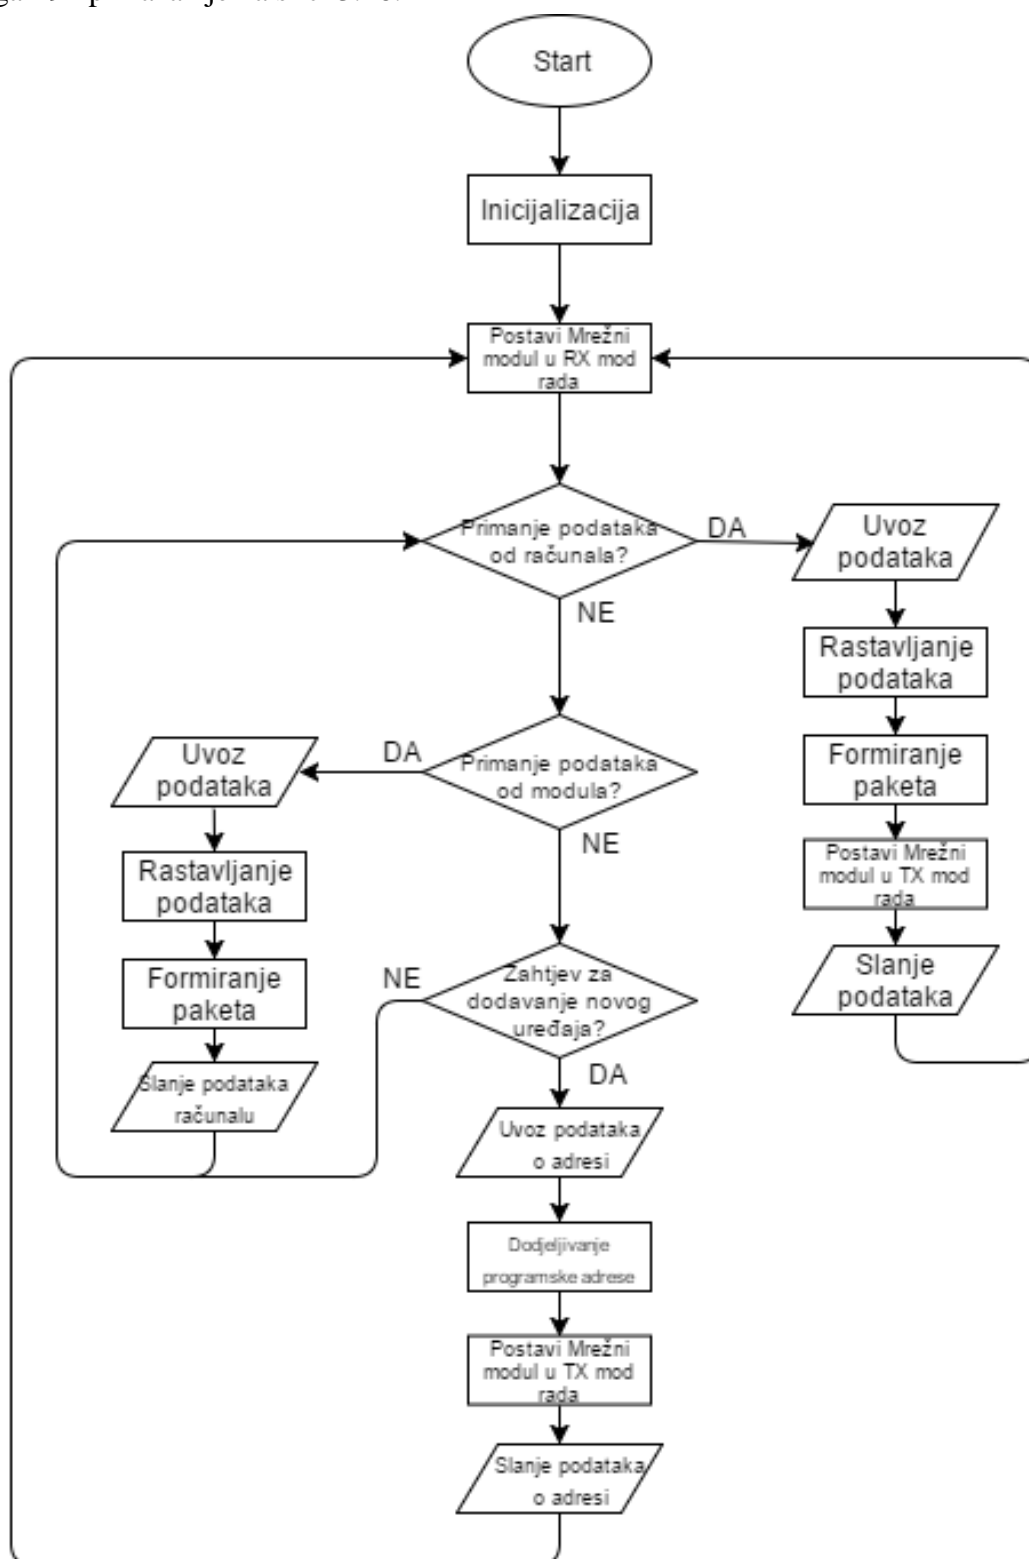 Start
Inicijalizacija
Postavi Mrežni
modul u RX mod
rada
Primanje podataka
od računala?
DA
NE
Uvoz
podataka
Rastavljanje
podataka
Formiranje
paketa
Postavi Mrežni
modul u TX mod
rada
Slanje
podataka
Primanje podataka
od modula?
DA
NE
Uvoz
podataka
Rastavljanje
podataka
Formiranje
paketa
Slanje podataka
računalu
Zahtjev za
dodavanje novog
uređaja?
NE
DA
Uvoz podataka
o adresi
Dodjeljivanje
programske adrese
Postavi Mrežni
modul u TX mod
rada
Slanje podataka
o adresi